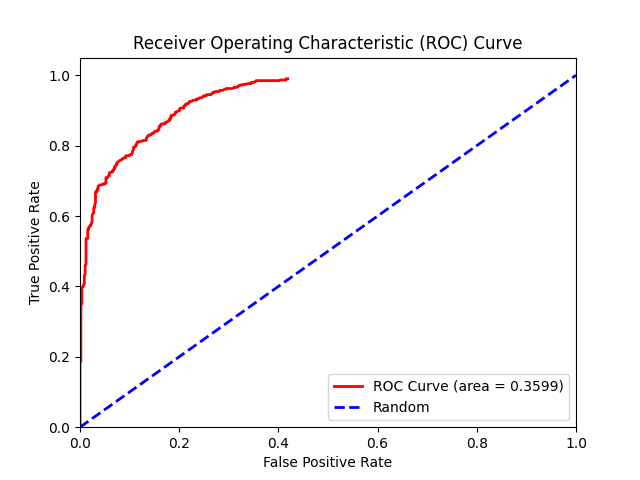 Receiver Operating Characteristic (ROC) Curve
1.0
0.8
0.6
0.4
0.2
0.0
True Positive Rate
ROC Curve (area = 0.3599)
Random
0.0 0.2 0.4 0.6 0.8 1.0
False Positive Rate